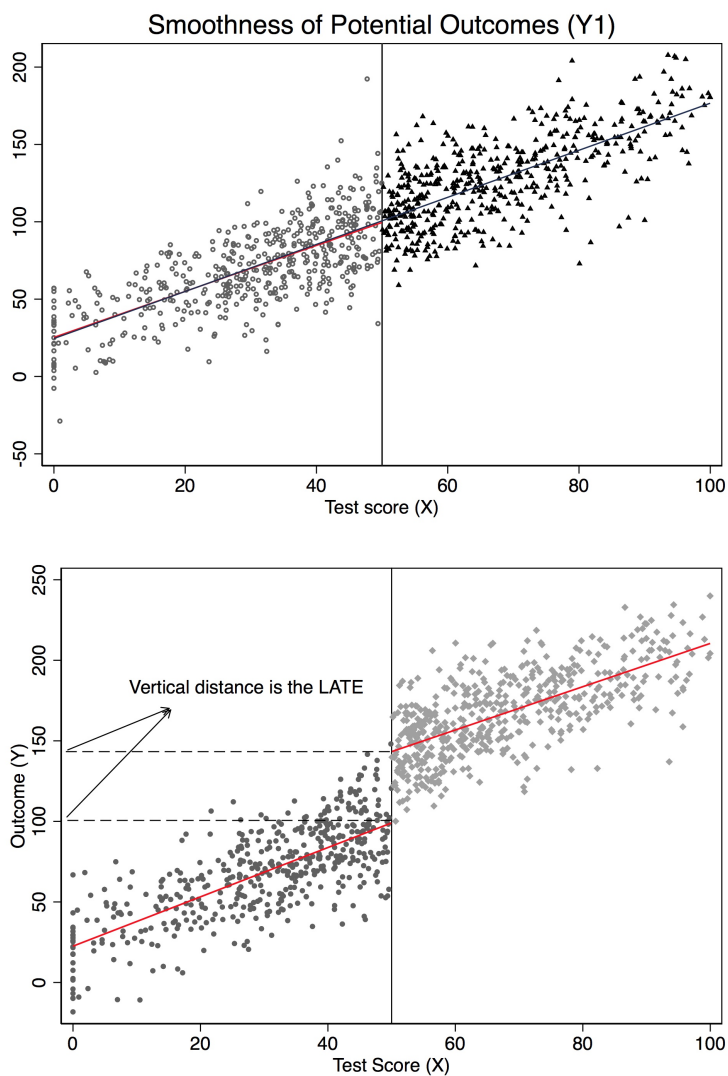 Smoothness of Potential Outcomes (Y1)
200
150
100
50
0
-50
0 20 40 60 80 100
Test score (X)
250
200
150
100
50
0
Outcome (Y)
Vertical distance is the LATE
0 20 40 60 80 100
Test Score (X)